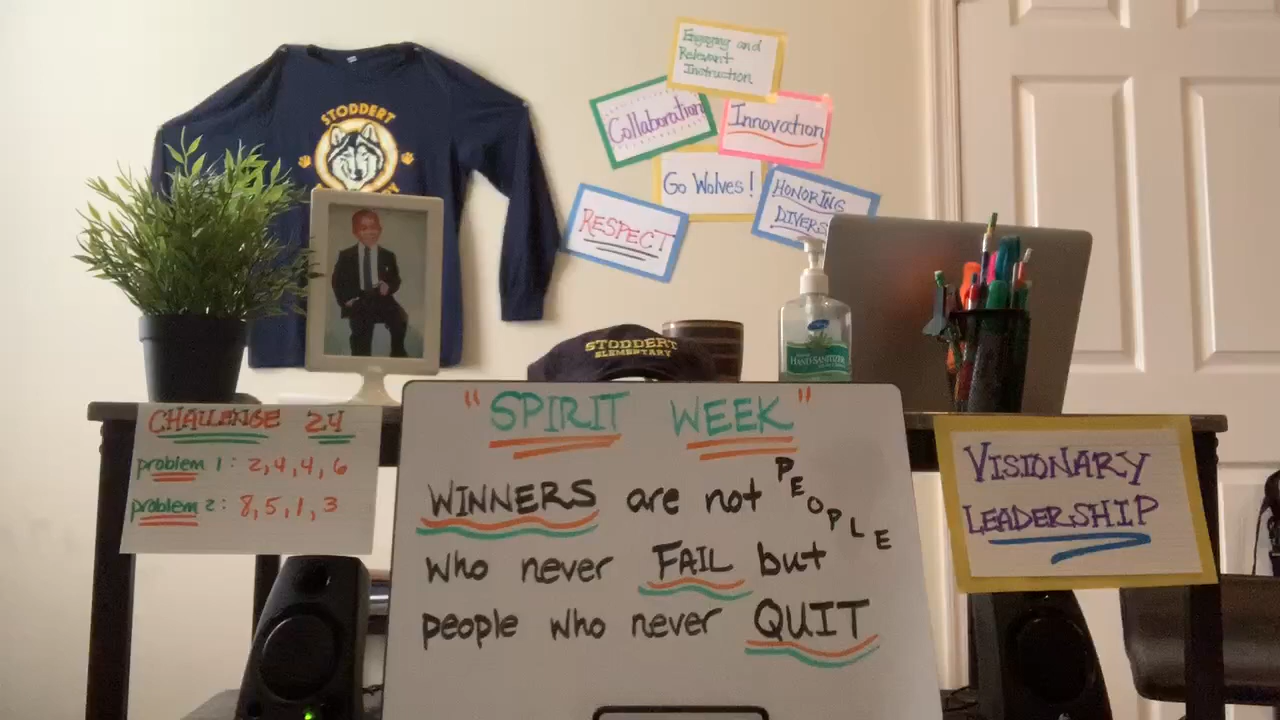 STODDERT
Engaging and
Relevant
Instruction
Collaboration
Innovation
Go Wolves!
HONORING
RESPECT
STODDERT
ELEMENTARY
HAND SANITIZER
CHALLENGE 24
problem 1: 2,4,4,6
problem 2: 8,5,1,3
"SPIRIT WEEK"
WINNERS are not PEOPLE
who never FAIL but
people who never QUIT
VISIONARY
LEADERSHIP